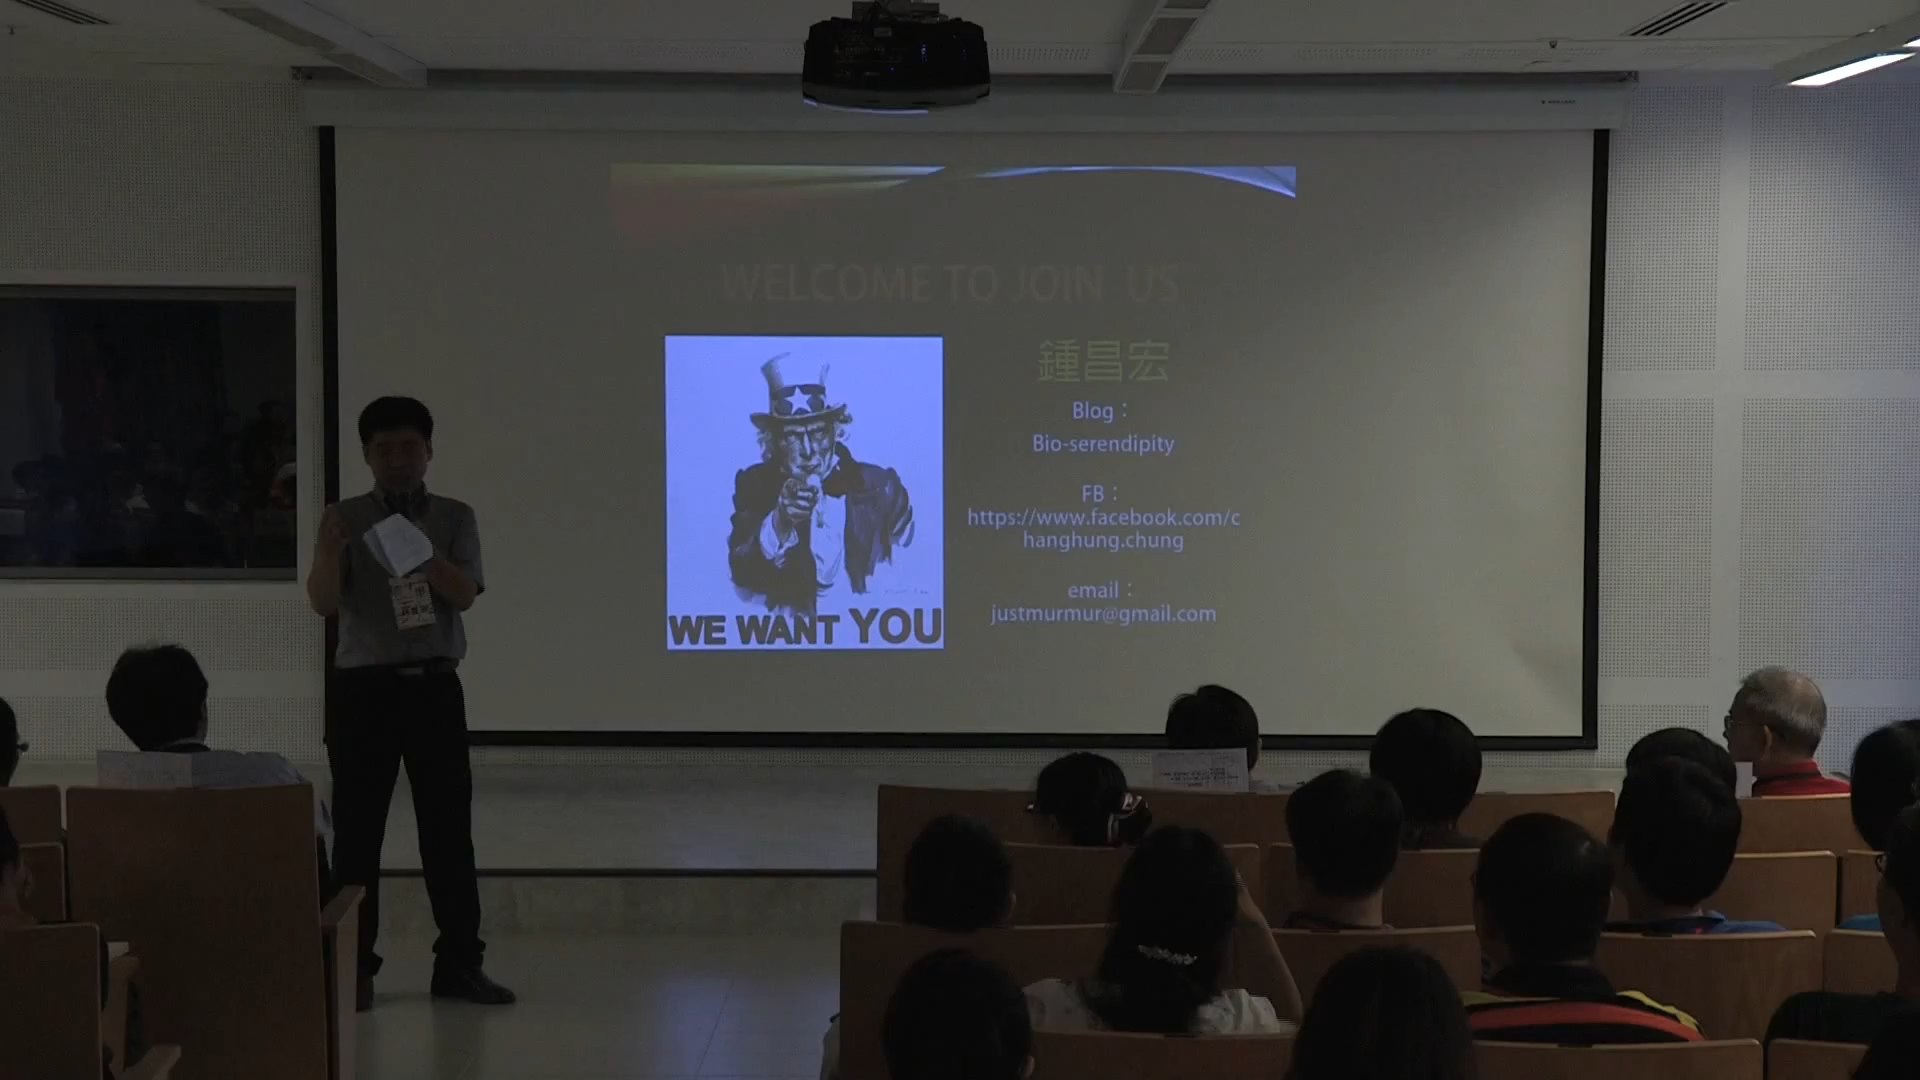 WELCOME TO JOIN US
鍾昌宏
Blog：
Bio-serendipity
FB：
https://www.facebook.com/c
hanghung.chung
email：
justmurmur@gmail.com
WE WANT YOU